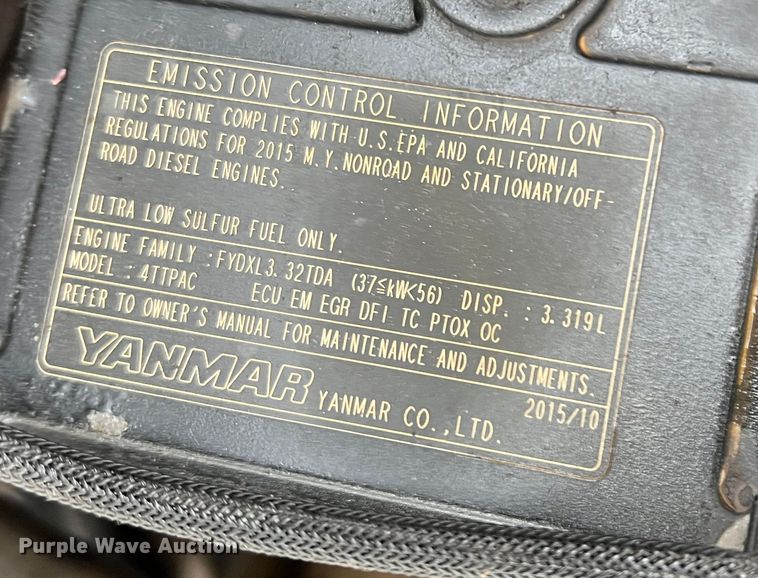 EMISSION CONTROL INFORMATION
THIS ENGINE COMPLIES WITH U.S.EPA AND CALIFORNIA
REGULATIONS FOR 2015 M.Y.NONROAD AND STATIONARY/OFF-
ROAD DIESEL ENGINES..
ULTRA LOW SULFUR FUEL ONLY.
ENGINE FAMILY : FYDXL3.32TDA (37≦kW<56) DISP. : 3.319L
MODEL : 4TTPAC ECU EM EGR DFI TC PTOX OC
REFER TO OWNER'S MANUAL FOR MAINTENANCE AND ADJUSTMENTS.
2015/10
YANMAR YANMAR CO.,LTD.
Purple Wave Auction